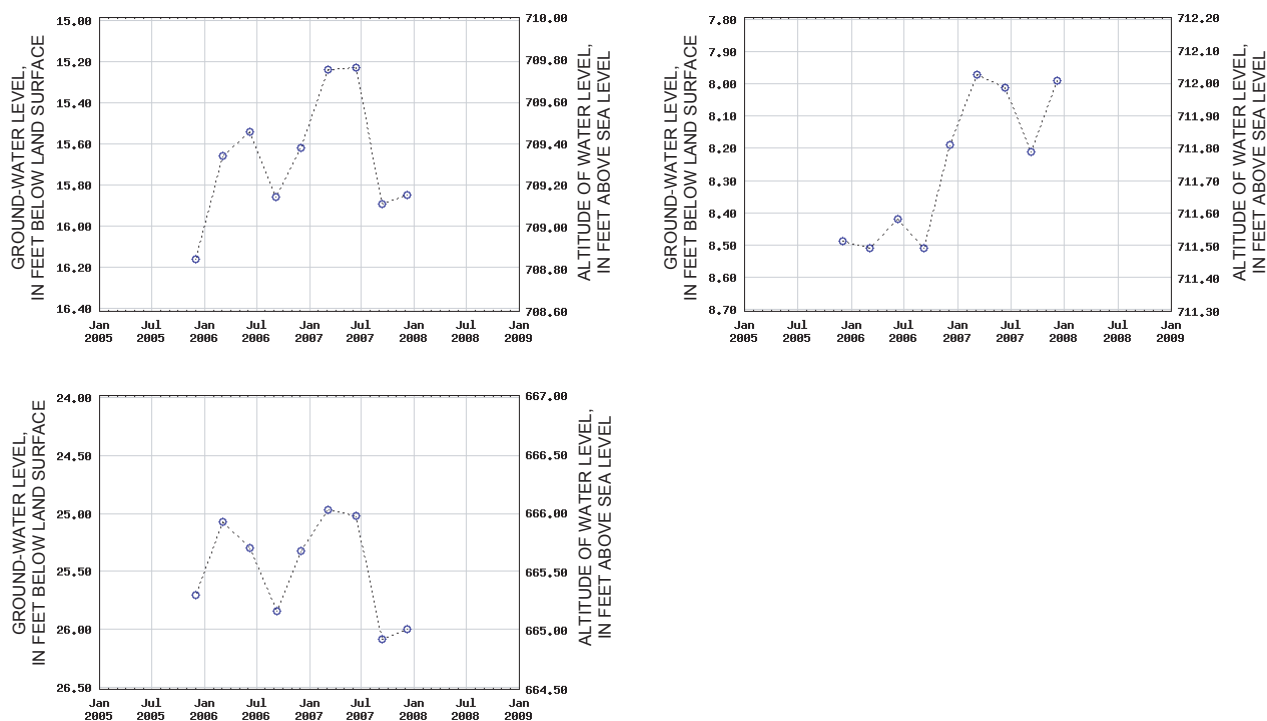 GROUND-WATER LEVEL,
IN FEET BELOW LAND SURFACE
15.00
15.20
15.40
15.60
15.80
16.00
16.20
16.40
710.00
709.80
709.60
709.40
709.20
709.00
708.80
708.60
ALTITUDE OF WATER LEVEL,
IN FEET ABOVE SEA LEVEL
Jan Jul Jan Jul Jan Jul Jan Jul Jan
2005 2005 2006 2006 2007 2007 2008 2008 2009
GROUND-WATER LEVEL,
IN FEET BELOW LAND SURFACE
7.80
7.90
8.00
8.10
8.20
8.30
8.40
8.50
8.60
8.70
712.20
712.10
712.00
711.90
711.80
711.70
711.60
711.50
711.40
711.30
ALTITUDE OF WATER LEVEL,
IN FEET ABOVE SEA LEVEL
Jan Jul Jan Jul Jan Jul Jan Jul Jan
2005 2005 2006 2006 2007 2007 2008 2008 2009
GROUND-WATER LEVEL,
IN FEET BELOW LAND SURFACE
24.00
24.50
25.00
25.50
26.00
26.50
667.00
666.50
666.00
665.50
665.00
664.50
ALTITUDE OF WATER LEVEL,
IN FEET ABOVE SEA LEVEL
Jan Jul Jan Jul Jan Jul Jan Jul Jan
2005 2005 2006 2006 2007 2007 2008 2008 2009